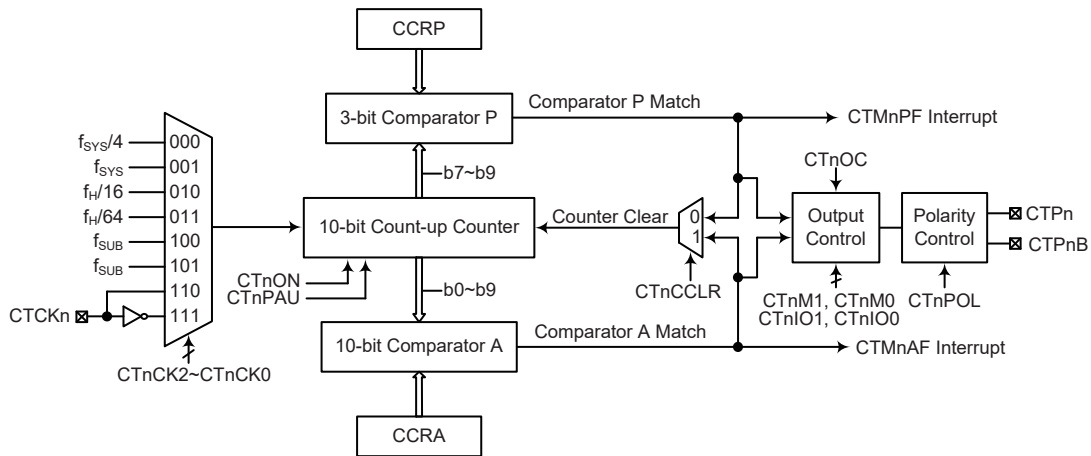 CCRP
3-bit Comparator P
Comparator P Match
CTMnPF Interrupt
b7~b9
fSYS/4
fSYS
fH/16
fH/64
fSUB
fSUB
000
001
010
011
100
101
110
111
CTCKn
CTnCK2~CTnCK0
10-bit Count-up Counter
CTnON
CTnPAU
Counter Clear
0
1
CTnCCLR
CTnOC
Output
Control
CTnM1, CTnM0
CTnIO1, CTnIO0
Polarity
Control
CTnPOL
CTPn
CTPnB
b0~b9
10-bit Comparator A
Comparator A Match
CTMnAF Interrupt
CCRA